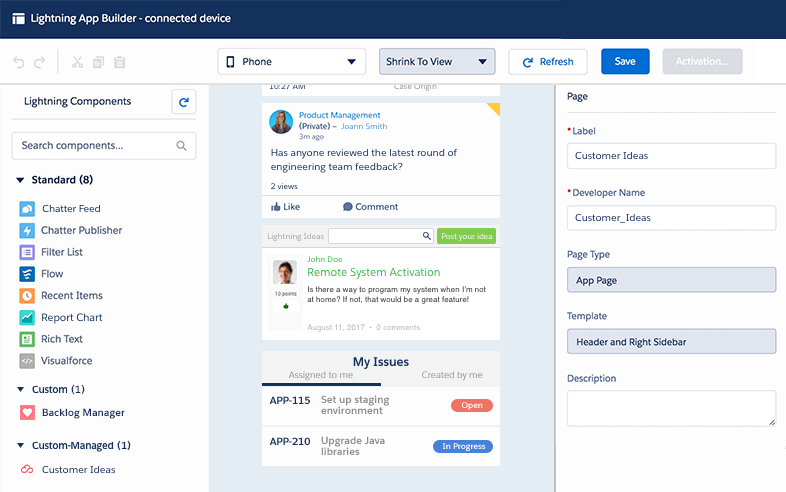 Lightning App Builder - connected device
Phone
Shrink To View
Refresh
Save
Activation...
Lightning Components
Search components...
Standard (8)
Chatter Feed
Chatter Publisher
Filter List
Flow
Recent Items
Report Chart
Rich Text
Visualforce
Custom (1)
Backlog Manager
Custom-Managed (1)
Customer Ideas
10:27 AM
Case Origin
Product Management
(Private) – Joann Smith
3m ago
Has anyone reviewed the latest round of
engineering team feedback?
2 views
Like
Comment
Lightning Ideas
Post your idea
John Doe
Remote System Activation
10 points
Is there a way to program my system when I'm not
at home? If not, that would be a great feature!
August 11, 2017 • 0 comments
My Issues
Assigned to me
Created by me
APP-115
Set up staging
environment
Open
APP-210
Upgrade Java
libraries
In Progress
Page
*Label
Customer Ideas
*Developer Name
Customer_Ideas
Page Type
App Page
Template
Header and Right Sidebar
Description